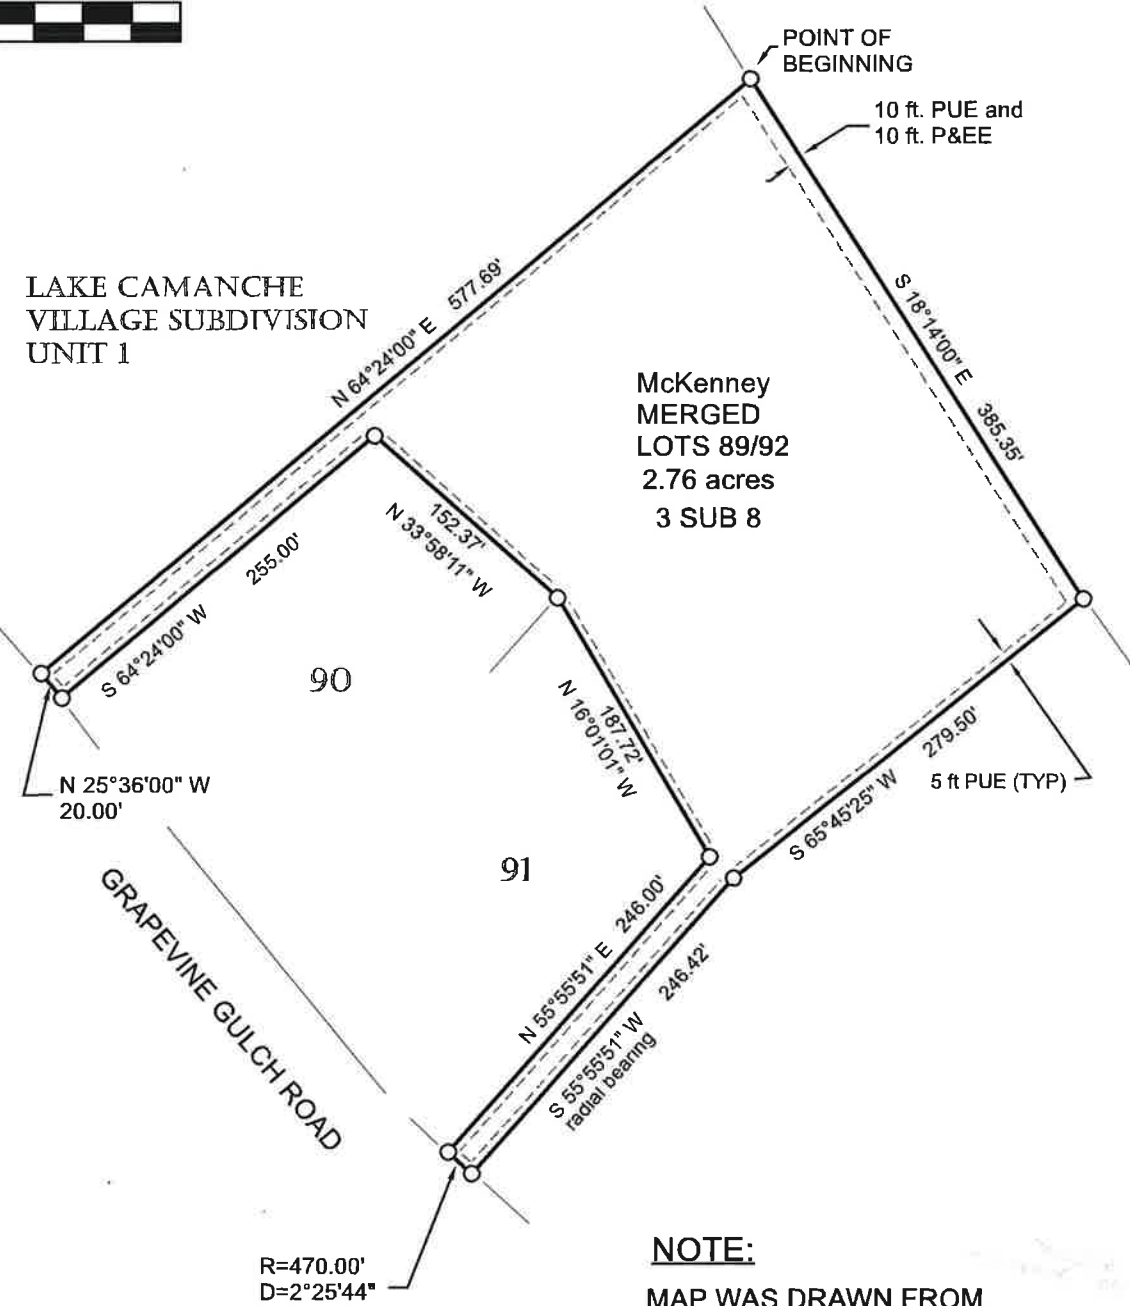 POINT OF
BEGINNING
10 ft. PUE and
10 ft. P&EE
LAKE CAMANCHE
VILLAGE SUBDIVISION
UNIT 1
N 64°24'00" E 577.69'
S 18°14'00" E 385.35'
McKenney
MERGED
LOTS 89/92
2.76 acres
3 SUB 8
152.37'
N 33°58'11" W
S 64°24'00" W 255.00'
90
187.72'
N 16°01'01" W
N 25°36'00" W
20.00'
S 65°45'25" W 279.50'
5 ft PUE (TYP)
91
GRAPEVINE GULCH ROAD
N 55°55'51" E 246.00'
S 55°55'51" W 246.42'
radial bearing
R=470.00'
D=2°25'44"
NOTE:
MAP WAS DRAWN FROM